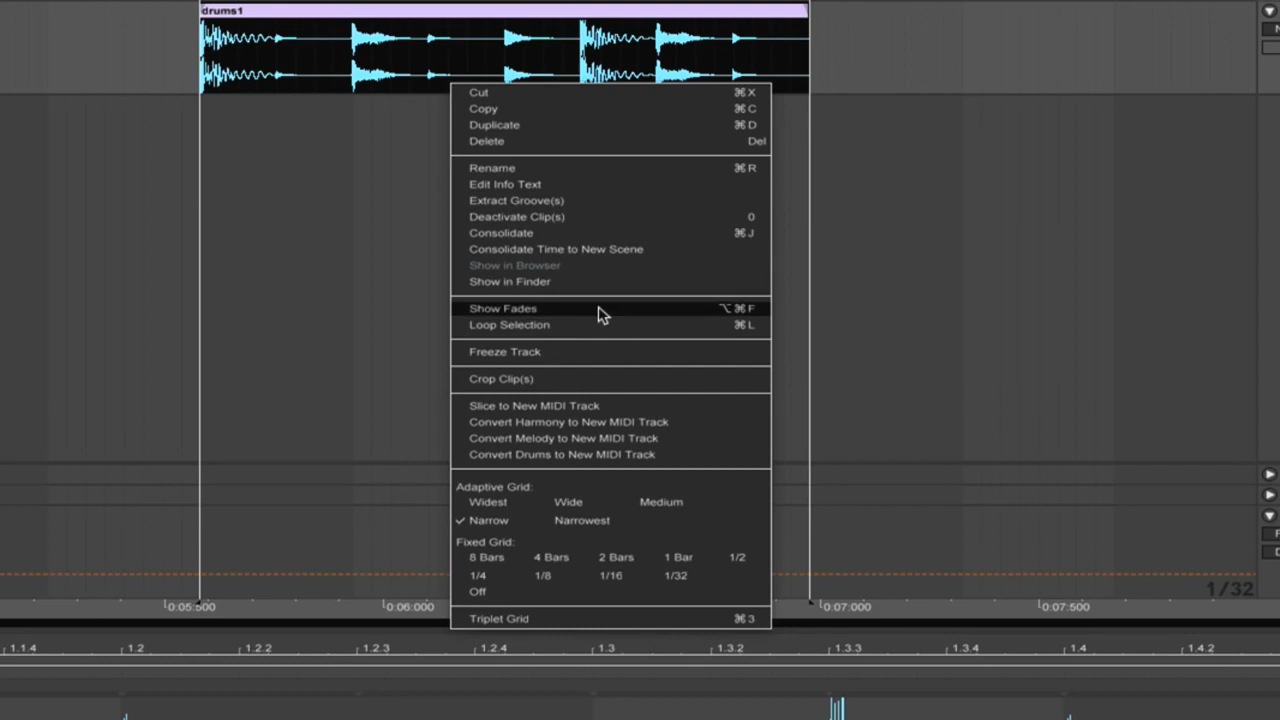 drums1
Cut ⌘X
Copy ⌘C
Duplicate ⌘D
Delete Del
Rename ⌘R
Edit Info Text
Extract Groove(s)
Deactivate Clip(s) 0
Consolidate ⌘J
Consolidate Time to New Scene
Show in Browser
Show in Finder
Show Fades ⌥⌘F
Loop Selection ⌘L
Freeze Track
Crop Clip(s)
Slice to New MIDI Track
Convert Harmony to New MIDI Track
Convert Melody to New MIDI Track
Convert Drums to New MIDI Track
Adaptive Grid:
Widest Wide Medium
✓ Narrow Narrowest
Fixed Grid:
8 Bars 4 Bars 2 Bars 1 Bar 1/2
1/4 1/8 1/16 1/32
Off
Triplet Grid ⌘3
1/32
0:05:500 0:06:000 0:07:000 0:07:500
1.1.4 1.2 1.2.2 1.2.3 1.2.4 1.3 1.3.2 1.3.3 1.3.4 1.4 1.4.2